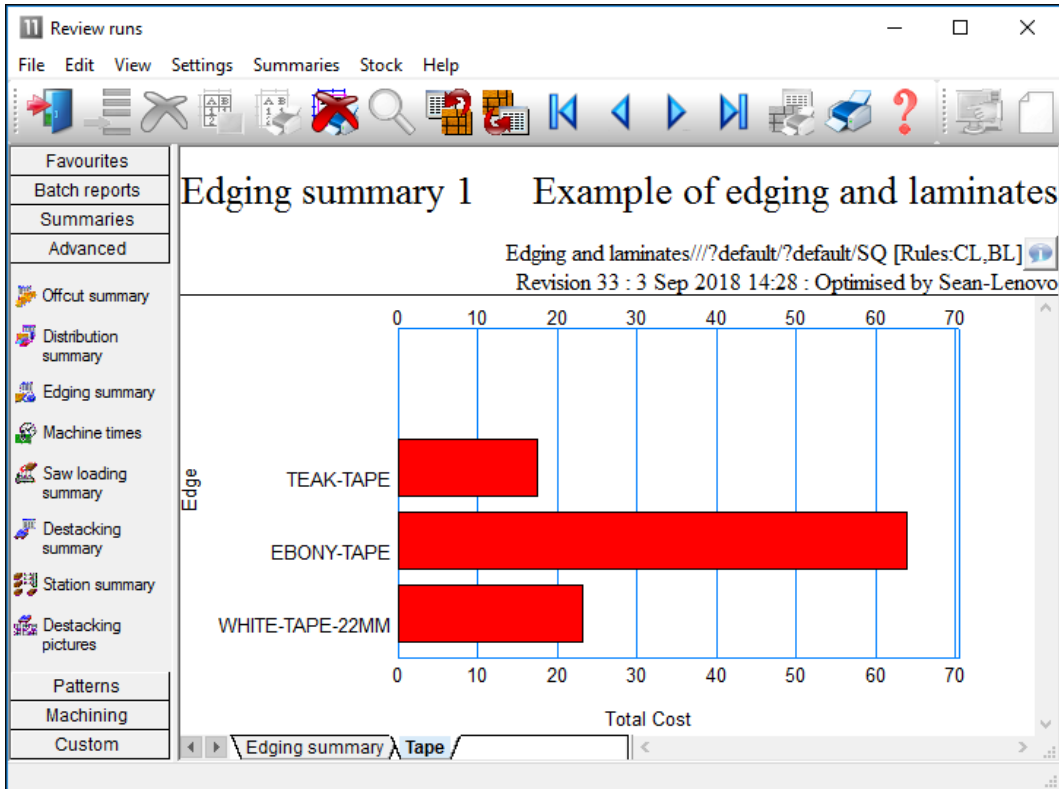 11 Review runs
File Edit View Settings Summaries Stock Help
Favourites
Batch reports
Summaries
Advanced
Offcut summary
Distribution
summary
Edging summary
Machine times
Saw loading
summary
Destacking
summary
Station summary
Destacking
pictures
Patterns
Machining
Custom
Edging summary 1 Example of edging and laminates
Edging and laminates///?default/?default/SQ [Rules:CL,BL]
Revision 33 : 3 Sep 2018 14:28 : Optimised by Sean-Lenovo
0 10 20 30 40 50 60 70
Edge
TEAK-TAPE
EBONY-TAPE
WHITE-TAPE-22MM
0 10 20 30 40 50 60 70
Total Cost
Edging summary Tape